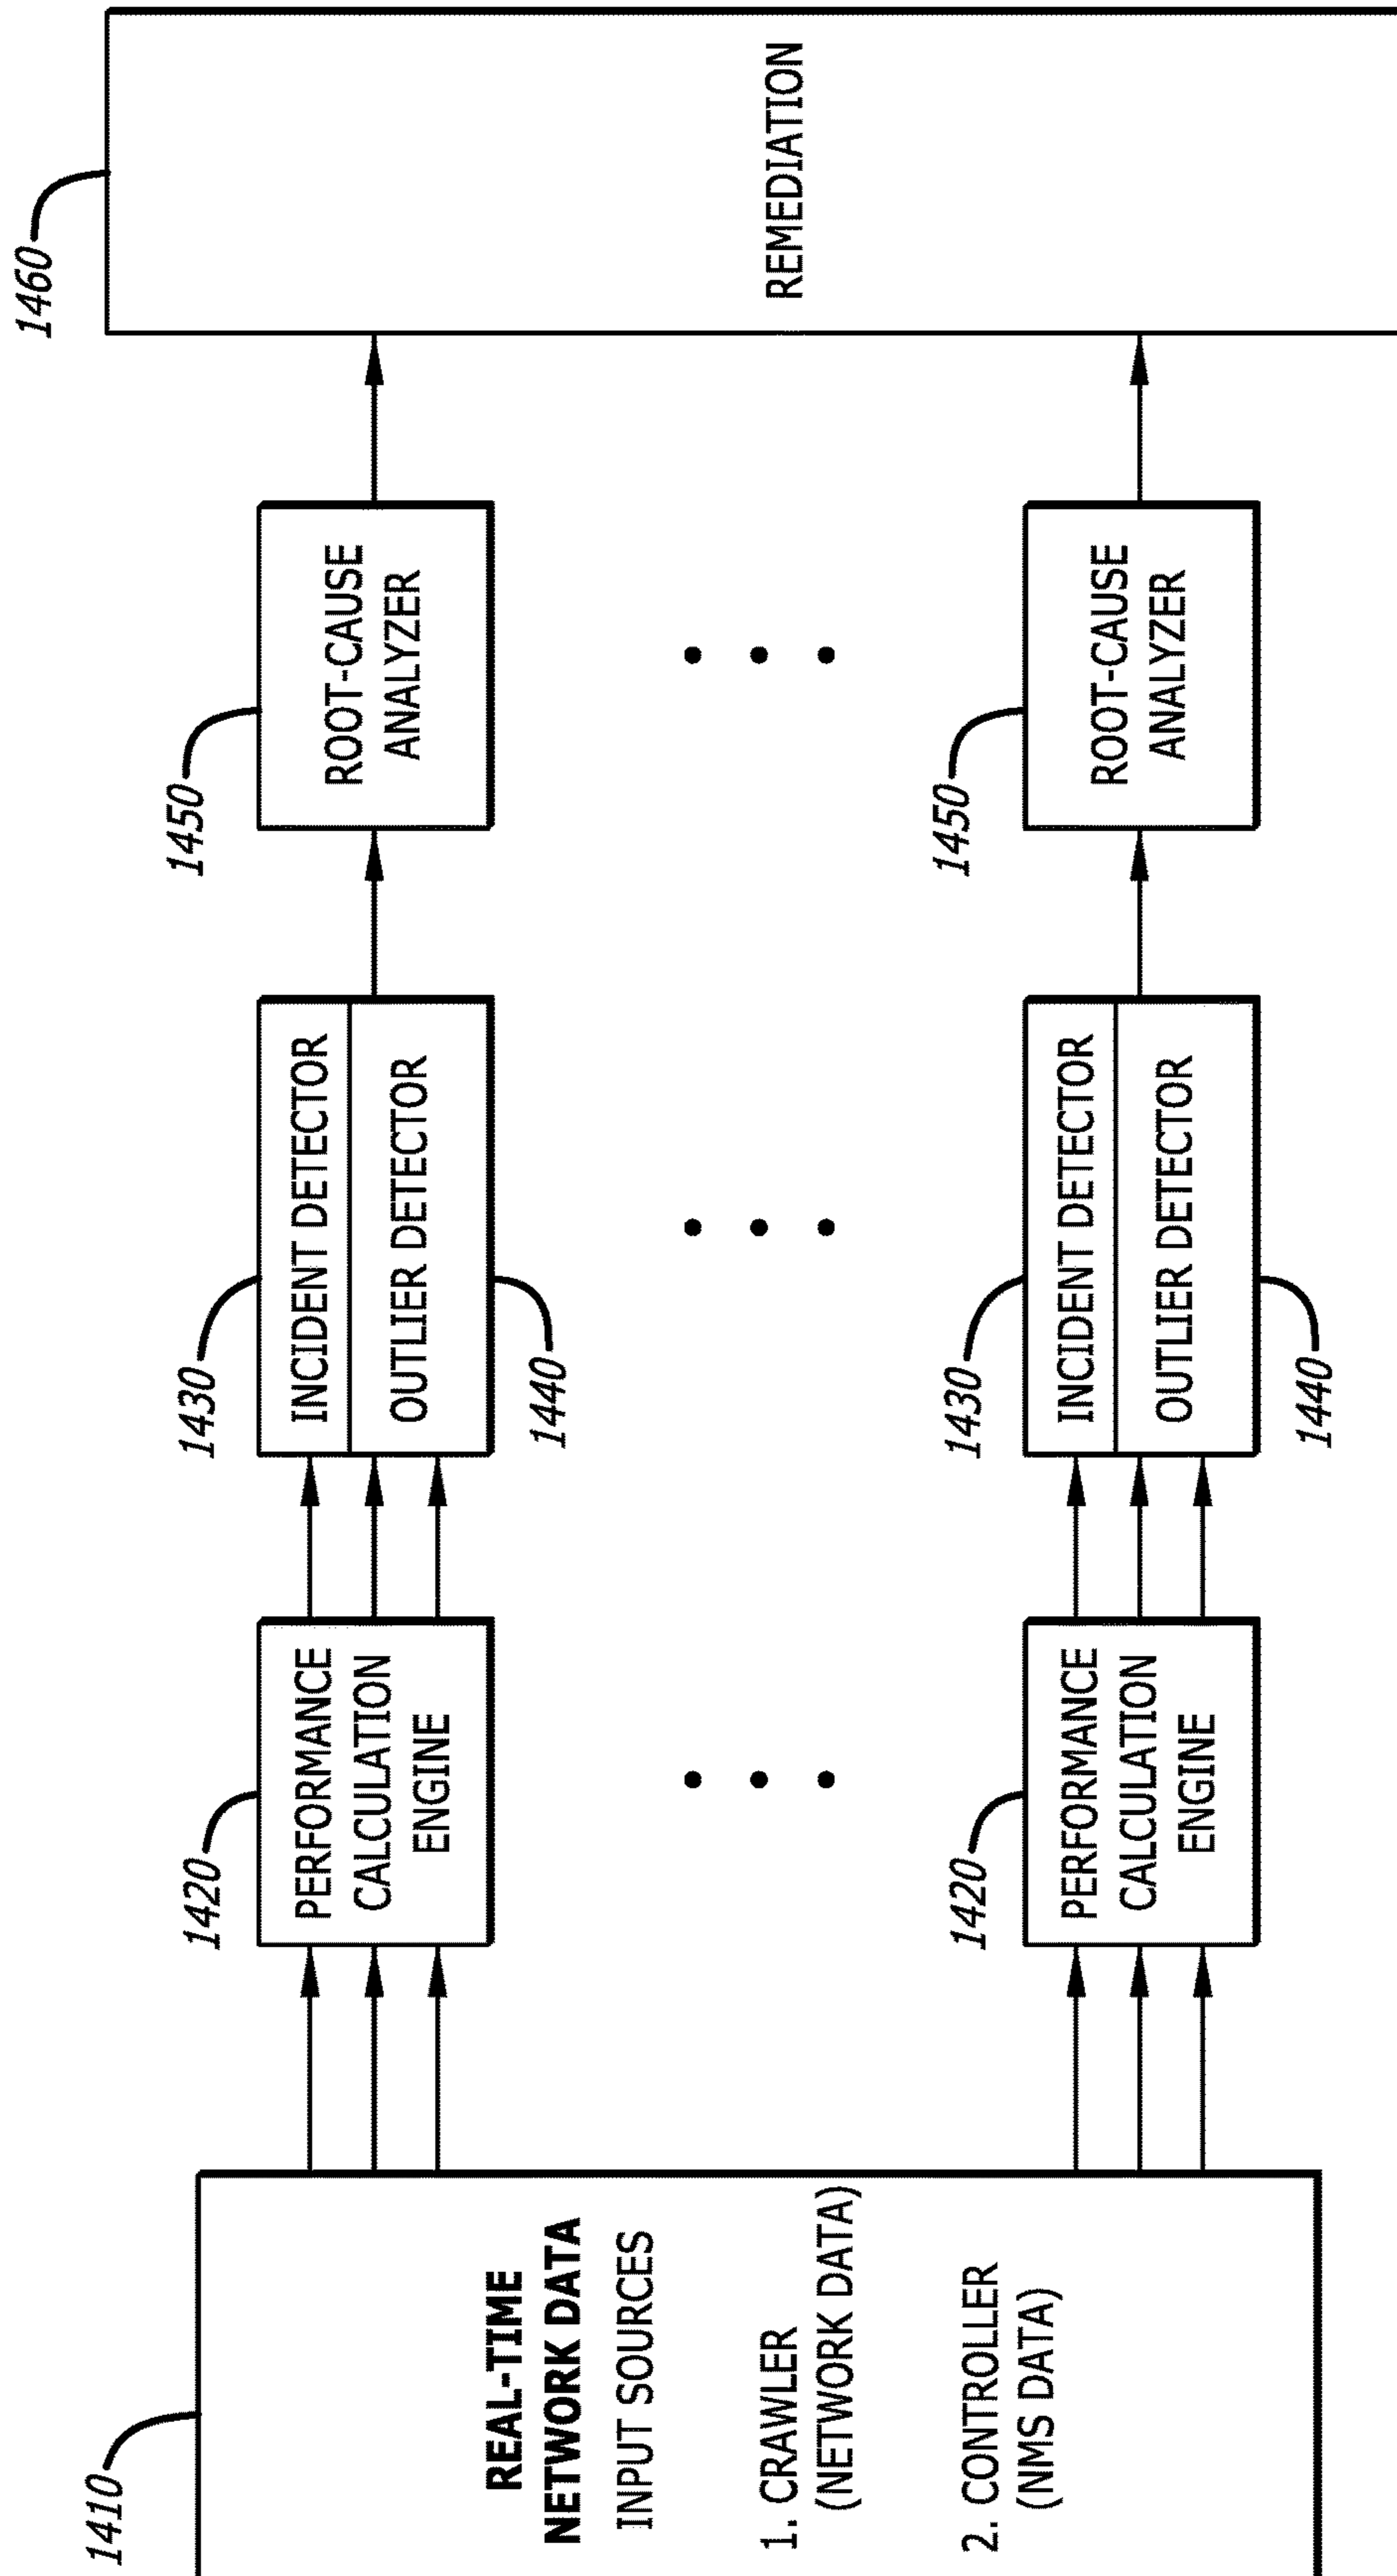 1410
REAL-TIME
NETWORK DATA
INPUT SOURCES
1. CRAWLER
(NETWORK DATA)
2. CONTROLLER
(NMS DATA)
1420
PERFORMANCE
CALCULATION
ENGINE
1430
INCIDENT DETECTOR
OUTLIER DETECTOR
1440
1450
ROOT-CAUSE
ANALYZER
1420
PERFORMANCE
CALCULATION
ENGINE
1430
INCIDENT DETECTOR
OUTLIER DETECTOR
1440
1450
ROOT-CAUSE
ANALYZER
1460
REMEDIATION